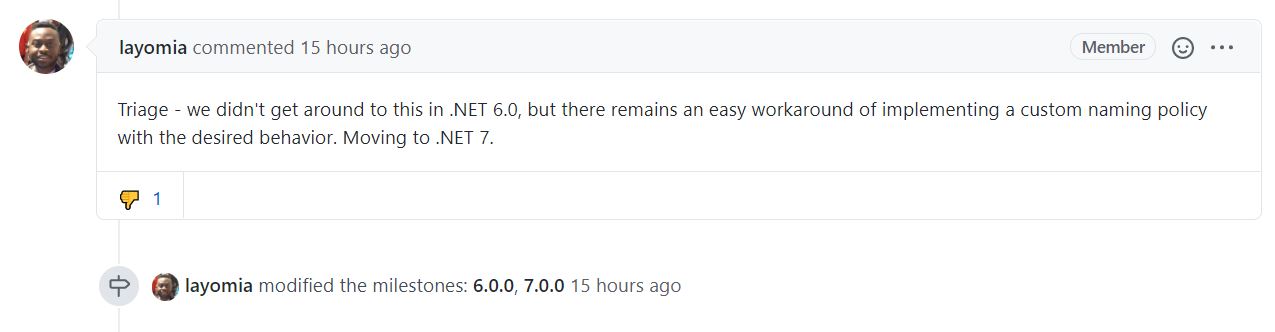 layomia commented 15 hours ago
Member
Triage - we didn't get around to this in .NET 6.0, but there remains an easy workaround of implementing a custom naming policy
with the desired behavior. Moving to .NET 7.
1
layomia modified the milestones: 6.0.0, 7.0.0 15 hours ago